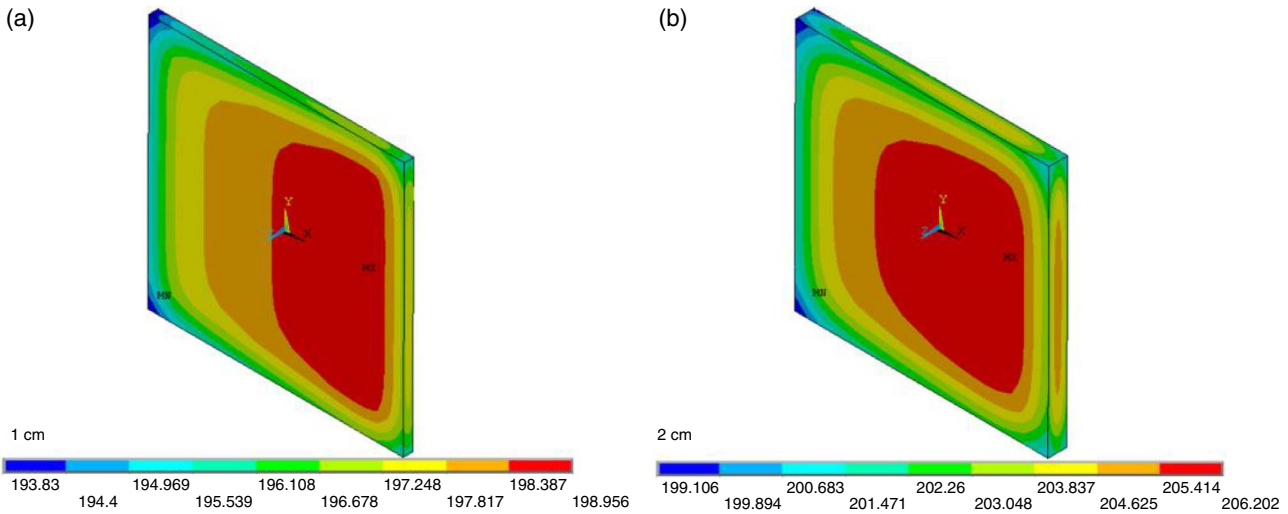 (a)
Y
Z X
MX
MN
1 cm
193.83 194.969 196.108 197.248 198.387
194.4 195.539 196.678 197.817 198.956
(b)
Y
Z X
MX
MN
2 cm
199.106 200.683 202.26 203.837 205.414
199.894 201.471 203.048 204.625 206.202